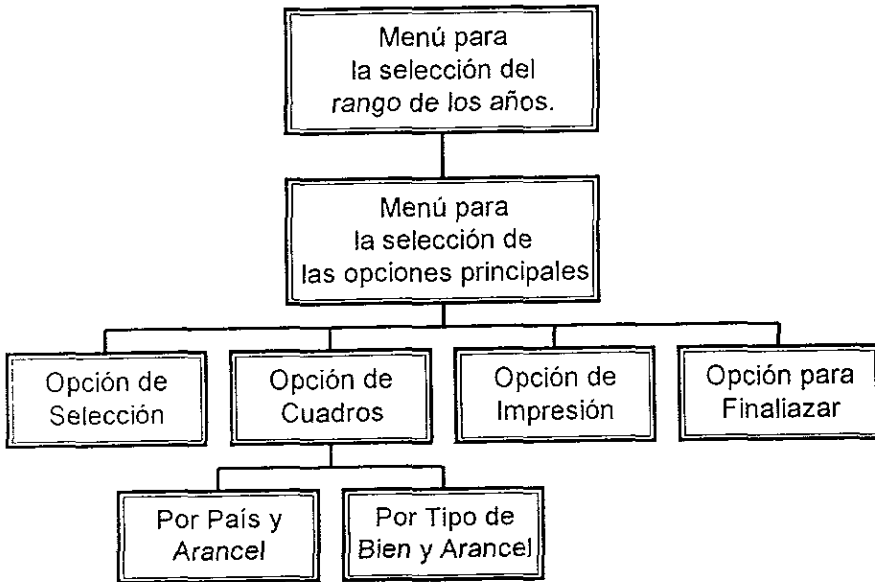 Menú para
la selección del
rango de los años.
Menú para
la selección de
las opciones principales
Opción de
Selección
Opción de
Cuadros
Opción de
Impresión
Opción para
Finaliazar
Por País y
Arancel
Por Tipo de
Bien y Arancel